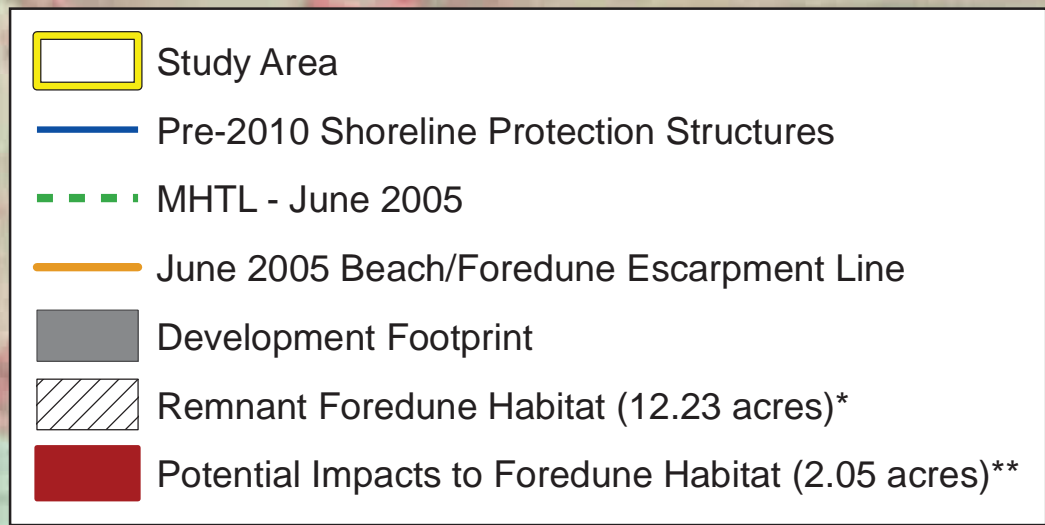 Study Area
Pre-2010 Shoreline Protection Structures
MHTL - June 2005
June 2005 Beach/Foredune Escarpment Line
Development Footprint
Remnant Foredune Habitat (12.23 acres)*
Potential Impacts to Foredune Habitat (2.05 acres)**